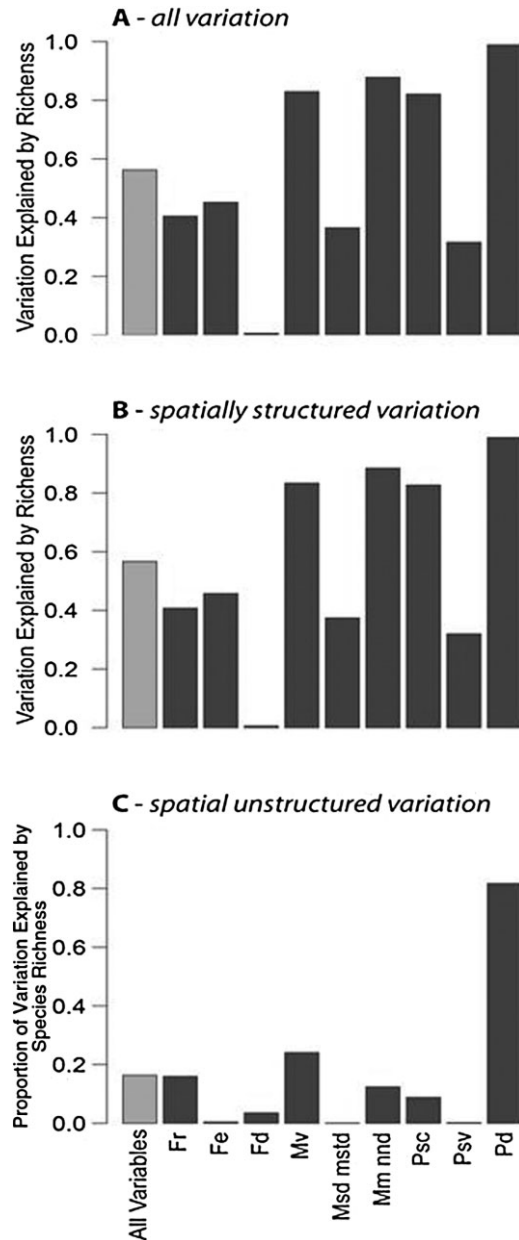 A - all variation
Variation Explained by Richenss
1.0
0.8
0.6
0.4
0.2
0.0
B - spatially structured variation
Variation Explained by Richenss
1.0
0.8
0.6
0.4
0.2
0.0
C - spatial unstructured variation
Proportion of Variation Explained by
Species Richness
1.0
0.8
0.6
0.4
0.2
0.0
All Variables
Fr
Fe
Fd
Mv
Msd mstd
Mm nnd
Psc
Psv
Pd